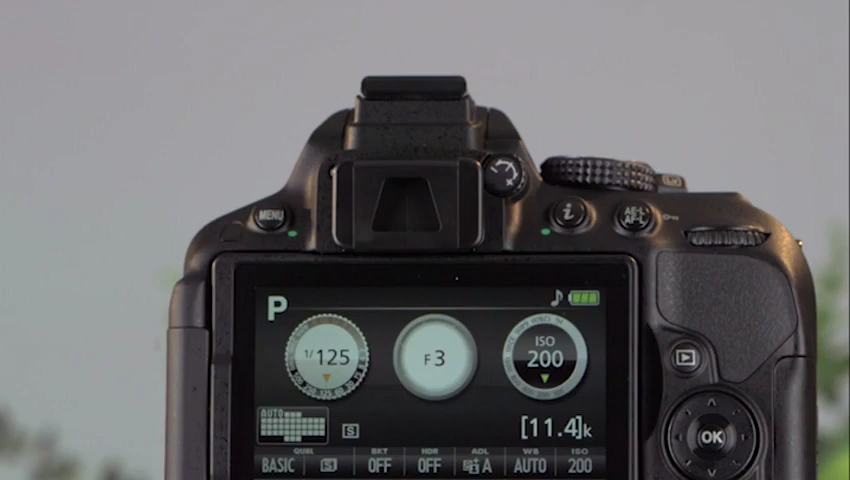 MENU
i
AE-L
AF-L
P
1/125
F3
ISO
200
AUTO
S
[11.4]k
QUAL
BKT
HDR
ADL
WB
ISO
BASIC
S
OFF
OFF
A
AUTO
200
OK